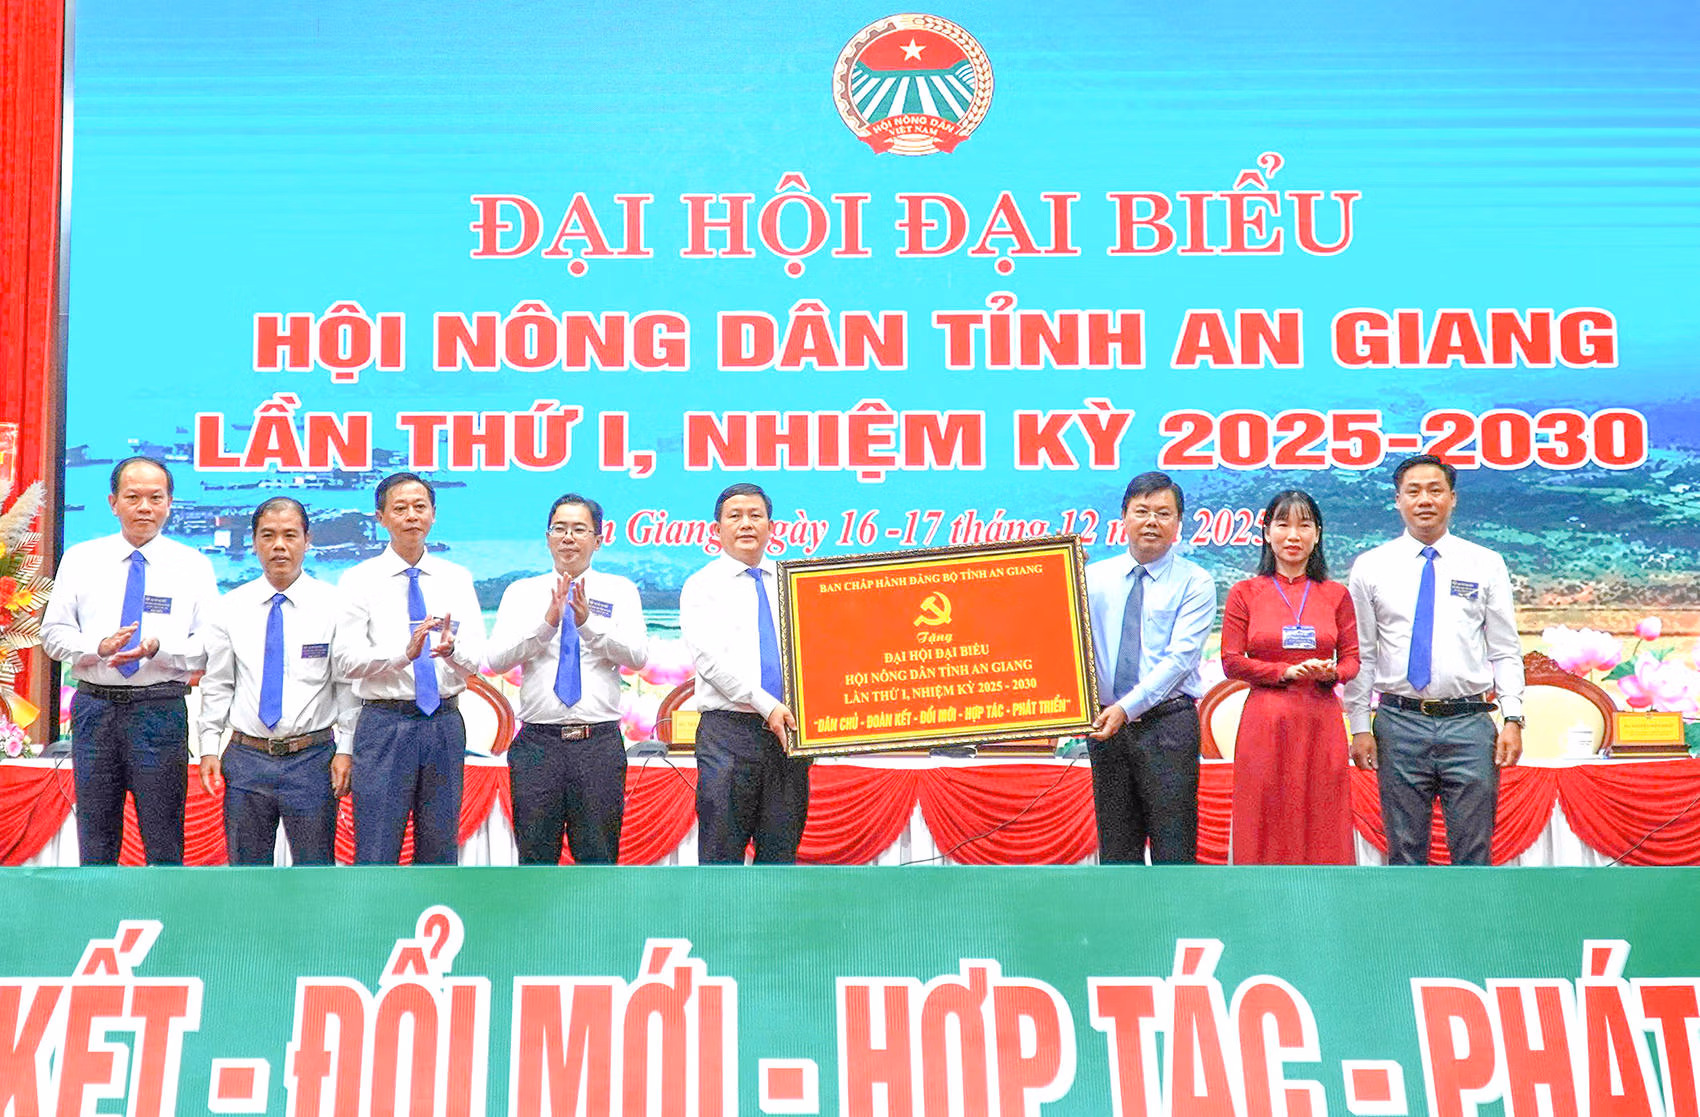 HỘI NÔNG DÂN
VIỆT NAM
ĐẠI HỘI ĐẠI BIỂU
HỘI NÔNG DÂN TỈNH AN GIANG
LẦN THỨ I, NHIỆM KỲ 2025-2030
Giang, ngày 16 -17 tháng 12 2025
BAN CHẤP HÀNH ĐẢNG BỘ TỈNH AN GIANG
Tặng
ĐẠI HỘI ĐẠI BIỂU
HỘI NÔNG DÂN TỈNH AN GIANG
LẦN THỨ I, NHIỆM KỲ 2025 - 2030
"DÂN CHỦ - ĐOÀN KẾT - ĐỔI MỚI - HỢP TÁC - PHÁT TRIỂN"
KẾT - ĐỔI MỚI - HỢP TÁC - PHÁT